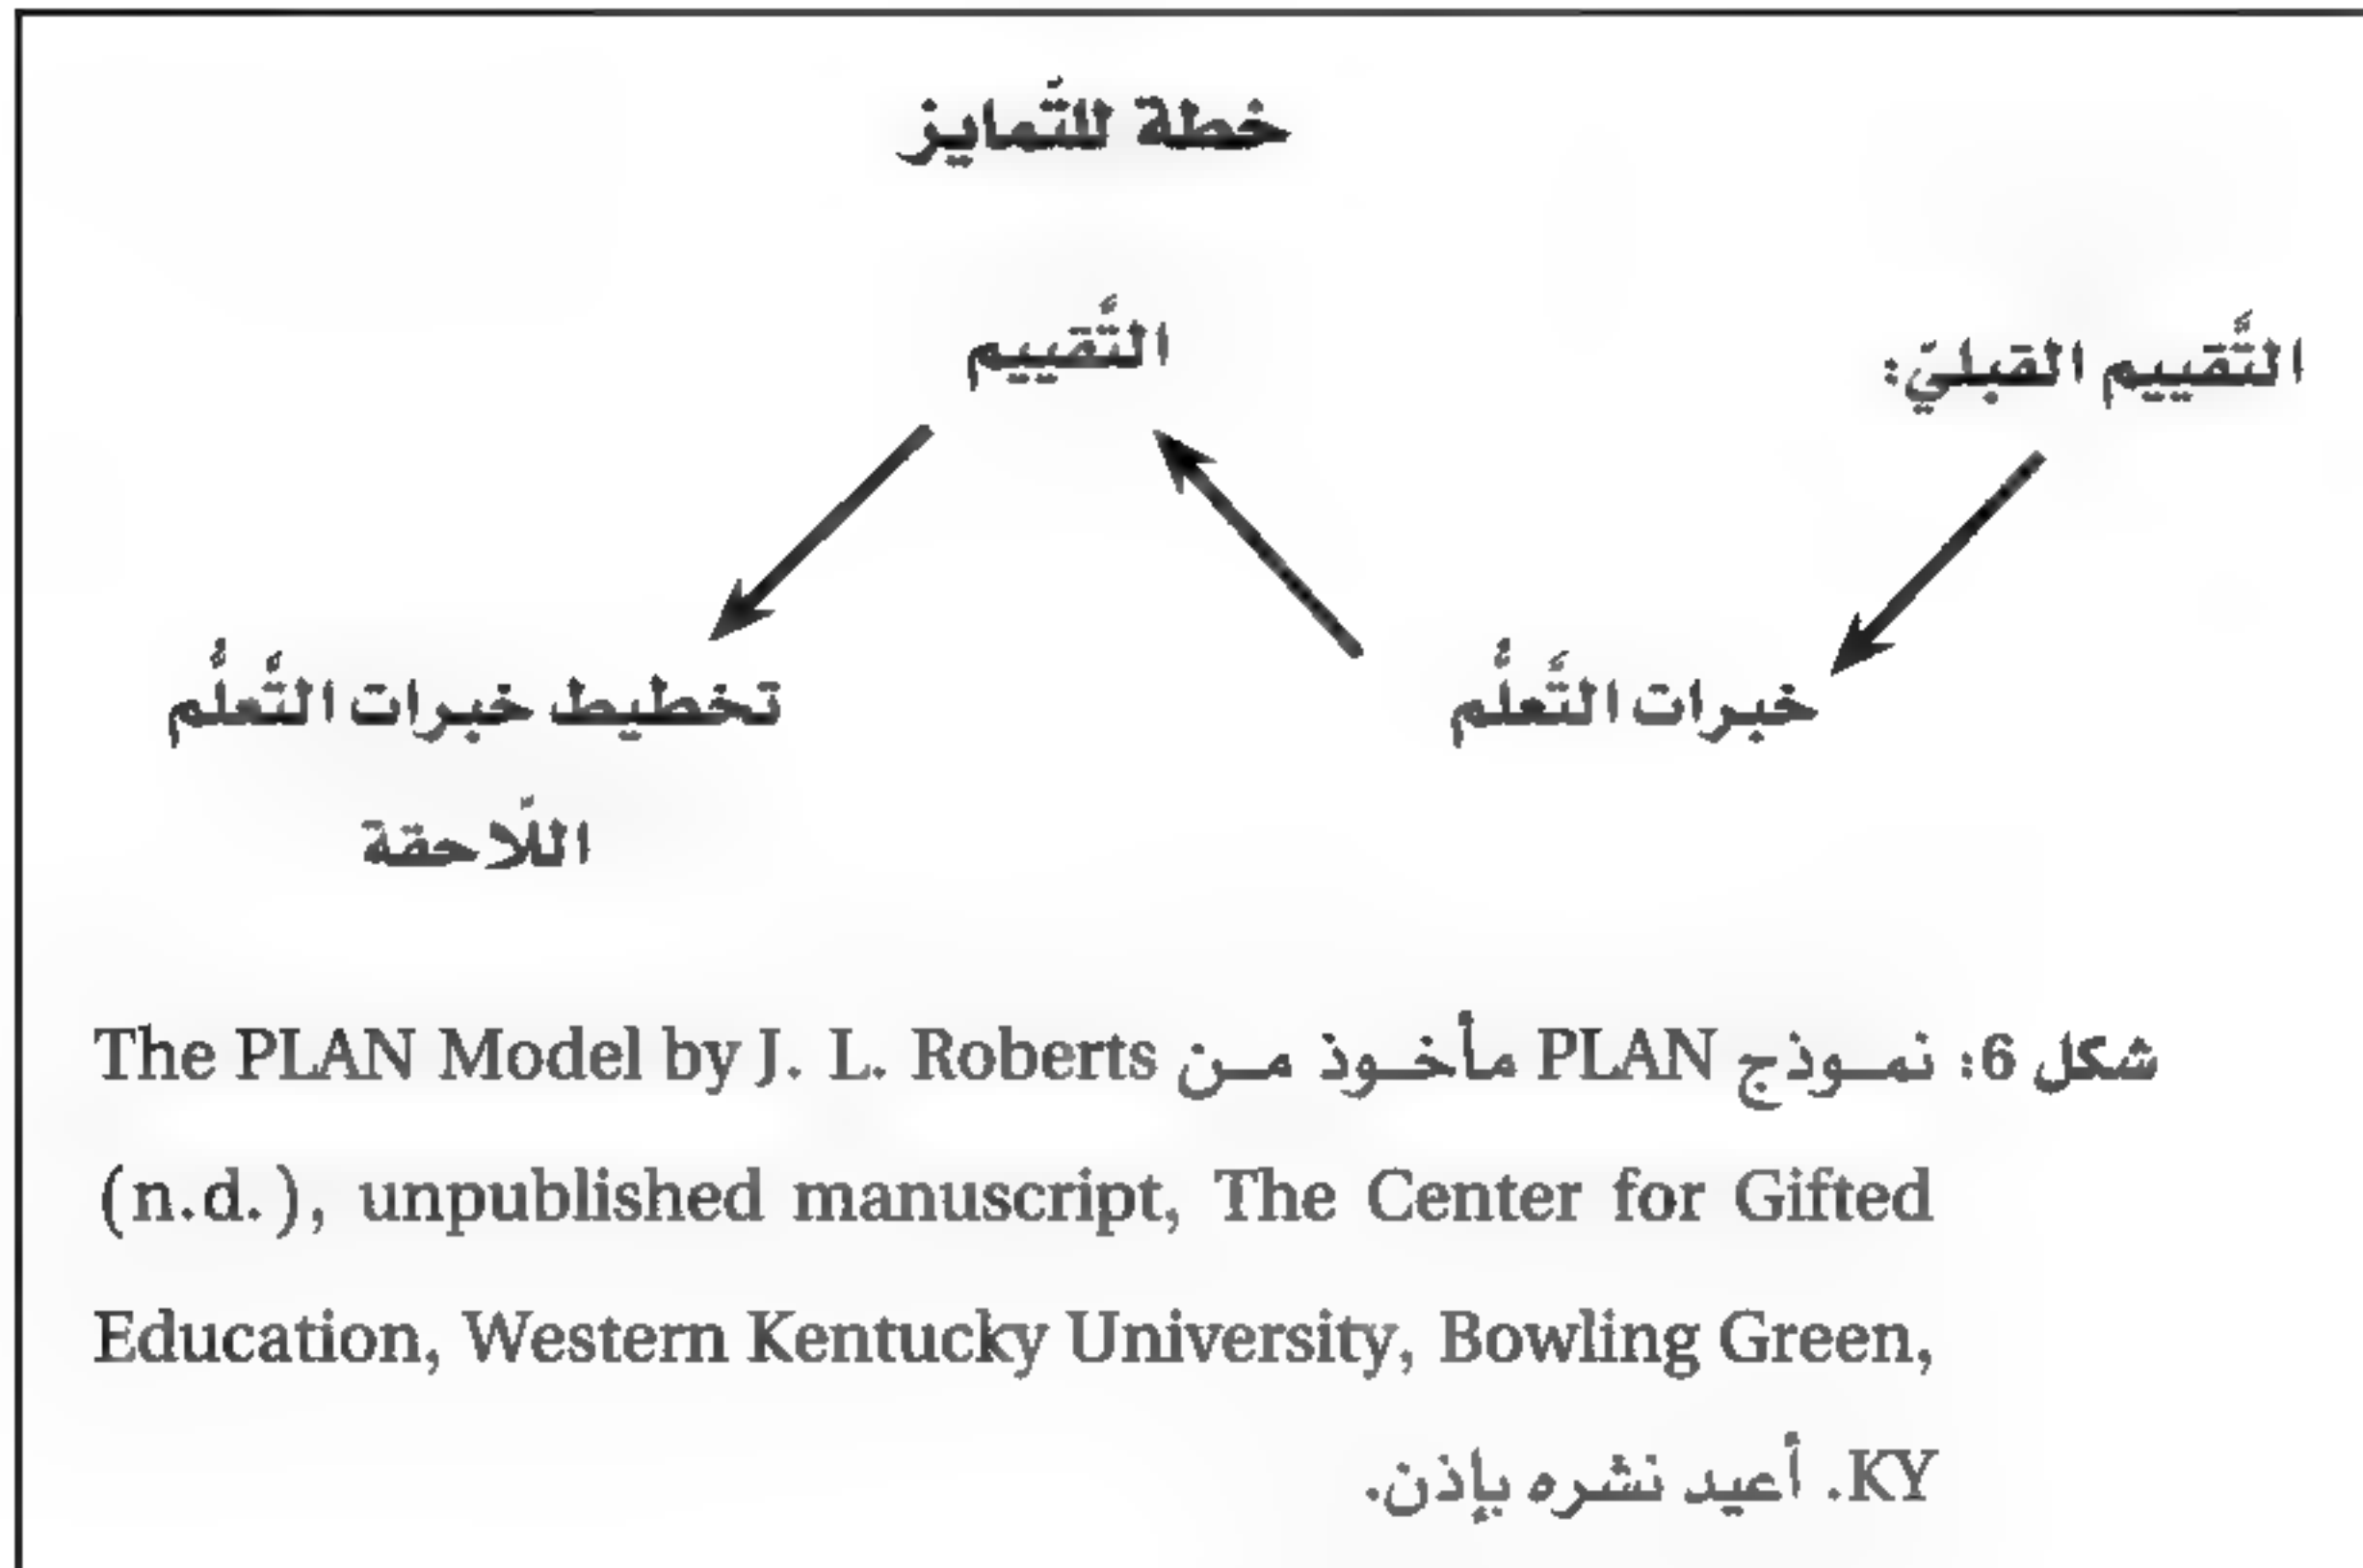 خطة للتّمايز
التَّقييم القبليّ:
التَّقييم
خبرات التَّعلُّم
تخطيط خبرات التَّعلُّم
اللّاحقة
شكل 6: نمـوذج PLAN مأخـوذ مـن The PLAN Model by J. L. Roberts
(n.d.), unpublished manuscript, The Center for Gifted
Education, Western Kentucky University, Bowling Green,
KY. أعيد نشره بإذن.